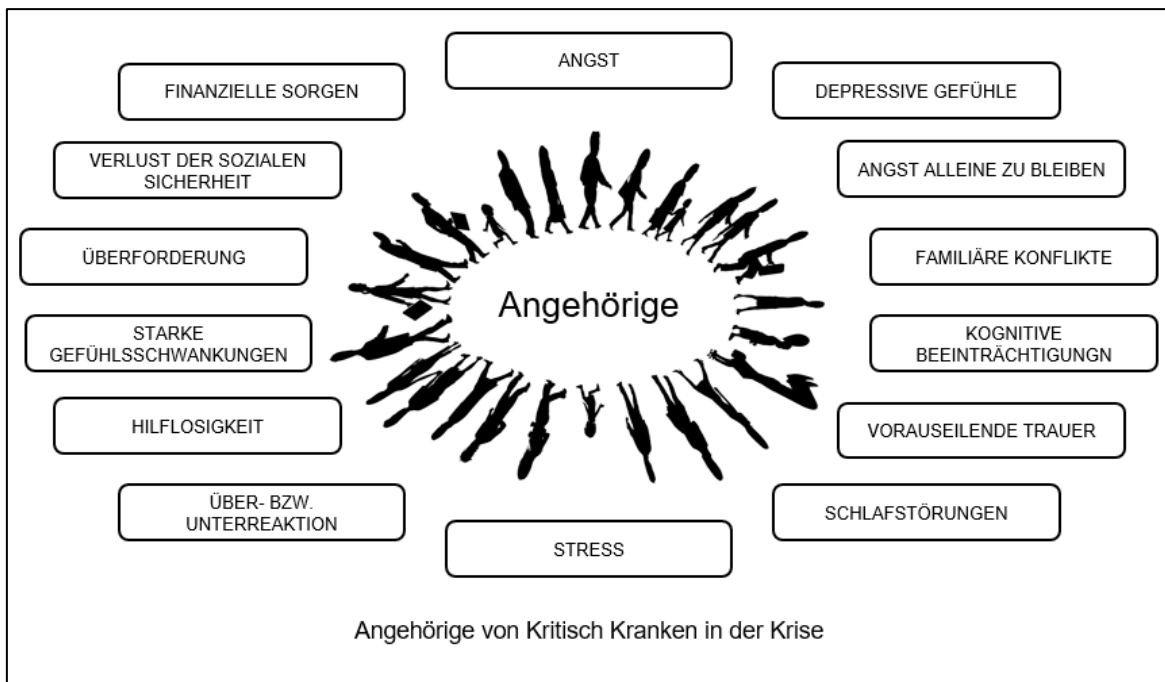 ANGST
FINANZIELLE SORGEN
DEPRESSIVE GEFÜHLE
VERLUST DER SOZIALEN
SICHERHEIT
ANGST ALLEINE ZU BLEIBEN
ÜBERFORDERUNG
FAMILIÄRE KONFLIKTE
Angehörige
STARKE
GEFÜHLSSCHWANKUNGEN
KOGNITIVE
BEEINTRÄCHTIGUNGN
HILFLOSIGKEIT
VORAUSEILENDE TRAUER
ÜBER- BZW.
UNTERREAKTION
SCHLAFSTÖRUNGEN
STRESS
Angehörige von Kritisch Kranken in der Krise